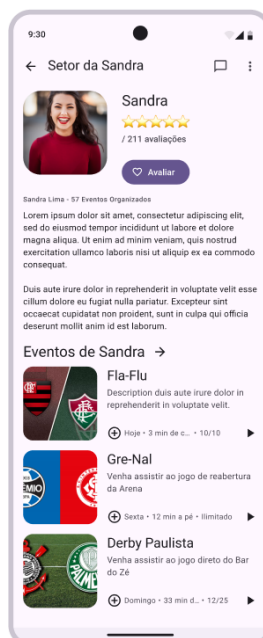 9:30
Setor da Sandra
Sandra
/ 211 avaliações
Avaliar
Sandra Lima - 57 Eventos Organizados
Lorem ipsum dolor sit amet, consectetur adipiscing elit,
sed do eiusmod tempor incididunt ut labore et dolore
magna aliqua. Ut enim ad minim veniam, quis nostrud
exercitation ullamco laboris nisi ut aliquip ex ea commodo
consequat.
Duis aute irure dolor in reprehenderit in voluptate velit esse
cillum dolore eu fugiat nulla pariatur. Excepteur sint
occaecat cupidatat non proident, sunt in culpa qui officia
deserunt mollit anim id est laborum.
Eventos de Sandra
Fla-Flu
Description duis aute irure dolor in
reprehenderit in voluptate velit.
Hoje • 3 min de c... • 10/10
Gre-Nal
Venha assistir ao jogo de reabertura
da Arena
Sexta • 12 min a pé • Ilimitado
Derby Paulista
Venha assistir ao jogo direto do Bar
do Zé
Domingo • 33 min d... • 12/25